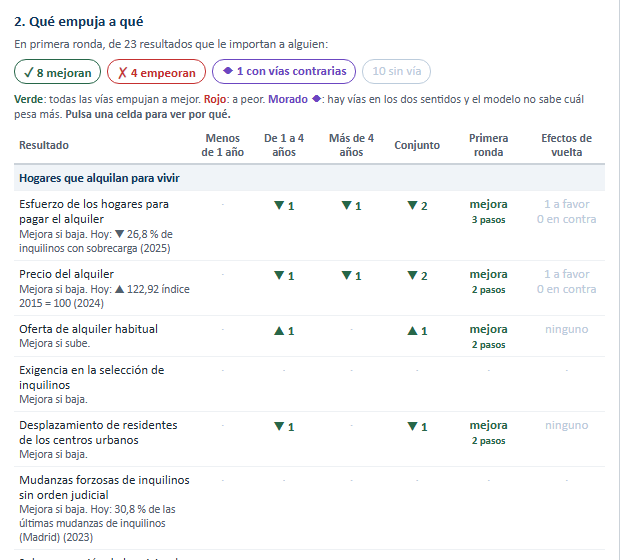 2. Qué empuja a qué
En primera ronda, de 23 resultados que le importan a alguien:
✓ 8 mejoran ✗ 4 empeoran ◆ 1 con vías contrarias 10 sin vía
Verde: todas las vías empujan a mejor. Rojo: a peor. Morado ◆: hay vías en los dos sentidos y el modelo no sabe cuál
pesa más. Pulsa una celda para ver por qué.
Resultado Menos de 1 año De 1 a 4 años Más de 4 años Conjunto Primera ronda Efectos de vuelta
Hogares que alquilan para vivir
Esfuerzo de los hogares para
pagar el alquiler
Mejora si baja. Hoy: ▼ 26,8 % de
inquilinos con sobrecarga (2025)
· ▼ 1 ▼ 1 ▼ 2 mejora 1 a favor
3 pasos 0 en contra
Precio del alquiler
Mejora si baja. Hoy: ▲ 122,92 índice
2015 = 100 (2024)
· ▼ 1 ▼ 1 ▼ 2 mejora 1 a favor
2 pasos 0 en contra
Oferta de alquiler habitual
Mejora si sube.
· ▲ 1 · ▲ 1 mejora ninguno
2 pasos
Exigencia en la selección de
inquilinos
Mejora si baja.
· · · · · ·
Desplazamiento de residentes
de los centros urbanos
Mejora si baja.
· ▼ 1 · ▼ 1 mejora ninguno
2 pasos
Mudanzas forzosas de inquilinos
sin orden judicial
Mejora si baja. Hoy: 30,8 % de las
últimas mudanzas de inquilinos
(Madrid) (2023)
· · · · · ·